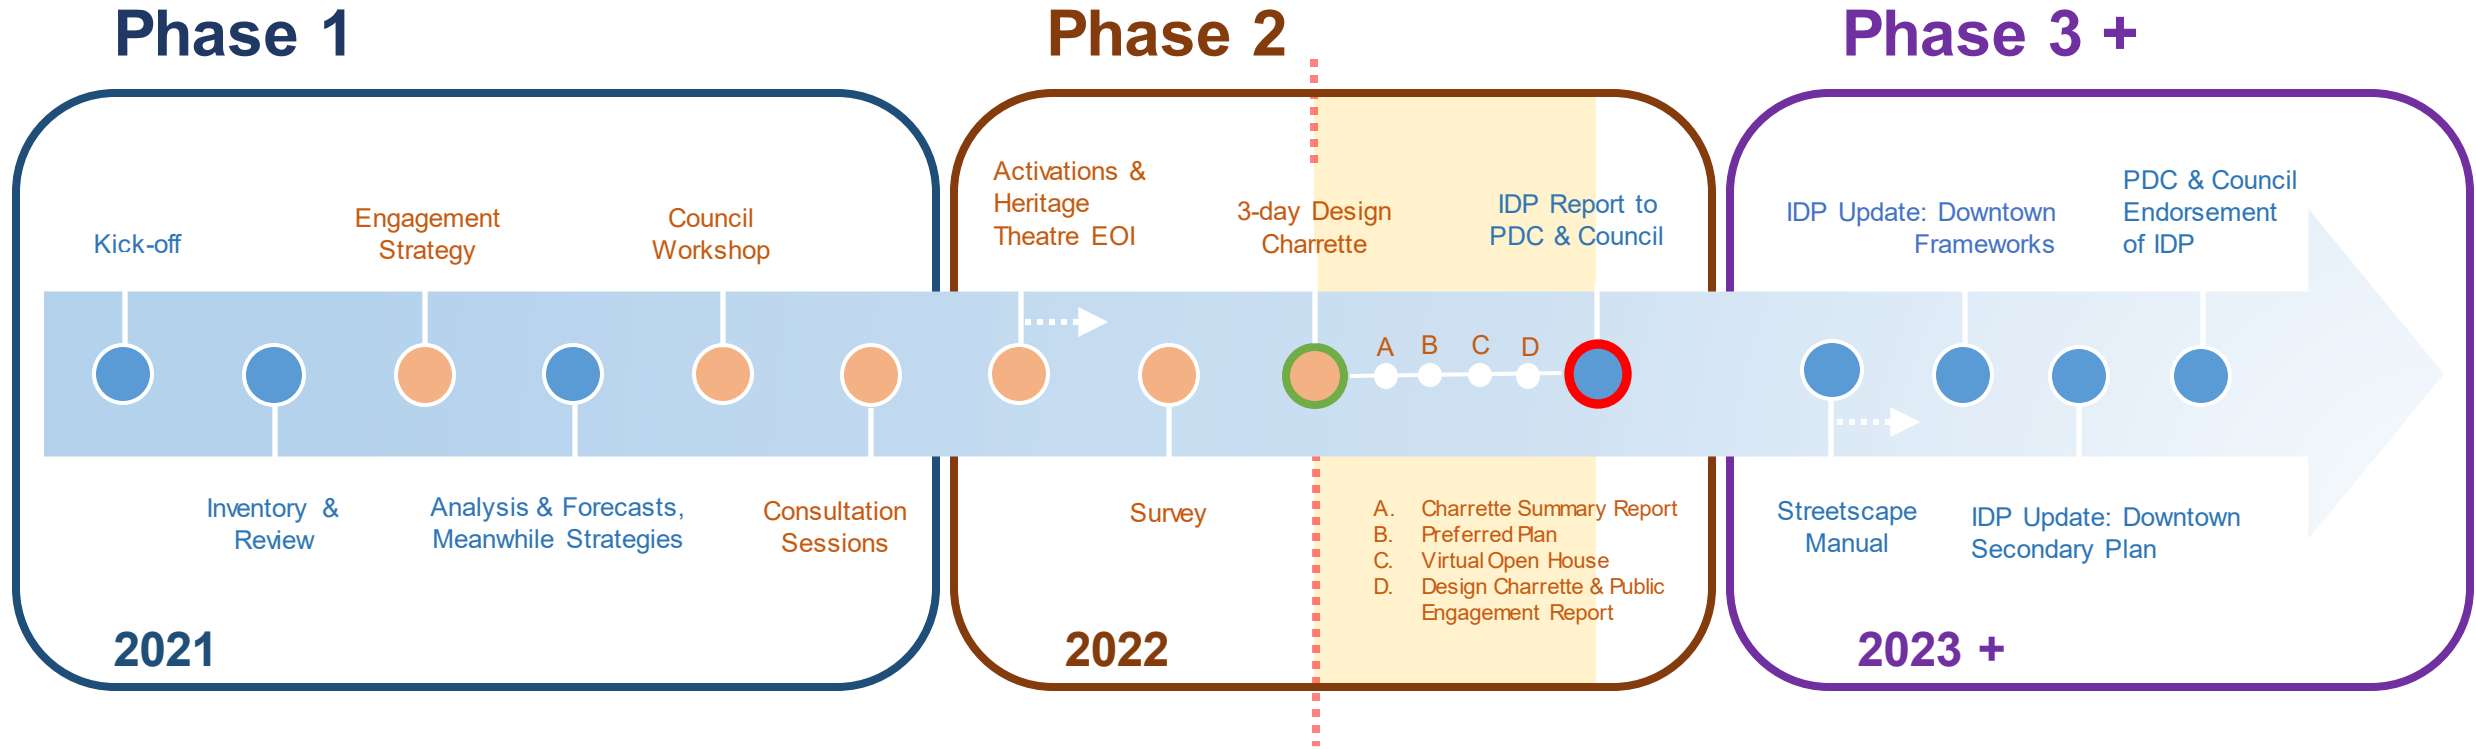 Phase 1
Phase 2
Phase 3 +
Kick-off
Engagement
Strategy
Council
Workshop
Inventory &
Review
Analysis & Forecasts,
Meanwhile Strategies
Consultation
Sessions
2021
Activations &
Heritage
Theatre EOI
3-day Design
Charrette
IDP Report to
PDC & Council
A
B
C
D
Survey
A. Charrette Summary Report
B. Preferred Plan
C. Virtual Open House
D. Design Charrette & Public
Engagement Report
2022
IDP Update: Downtown
Frameworks
PDC & Council
Endorsement
of IDP
Streetscape
Manual
IDP Update: Downtown
Secondary Plan
2023 +